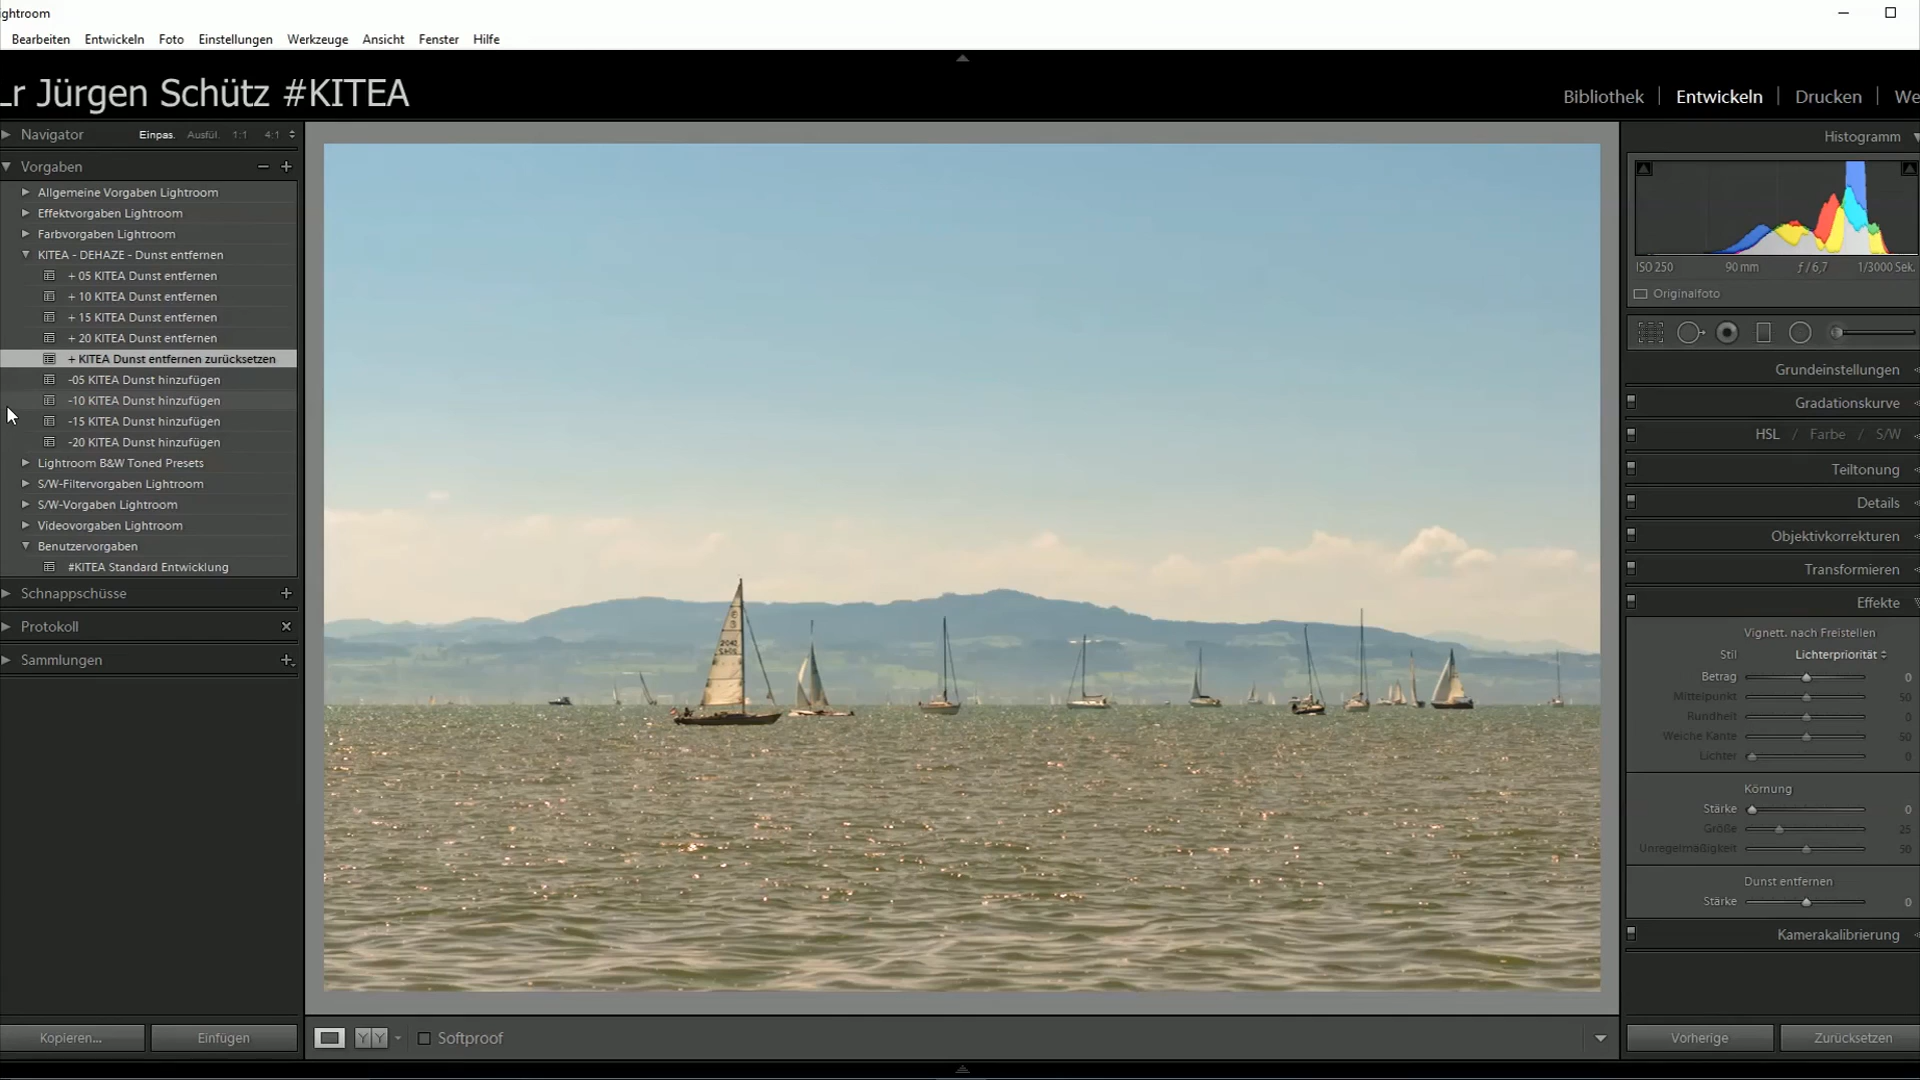 ghtroom
Bearbeiten Entwickeln Foto Einstellungen Werkzeuge Ansicht Fenster Hilfe
Lr Jürgen Schütz #KITEA
Bibliothek | Entwickeln | Drucken | We
Navigator Einpas. Ausfül. 1:1 4:1
Vorgaben
Allgemeine Vorgaben Lightroom
Effektvorgaben Lightroom
Farbvorgaben Lightroom
KITEA - DEHAZE - Dunst entfernen
+ 05 KITEA Dunst entfernen
+ 10 KITEA Dunst entfernen
+ 15 KITEA Dunst entfernen
+ 20 KITEA Dunst entfernen
+ KITEA Dunst entfernen zurücksetzen
-05 KITEA Dunst hinzufügen
-10 KITEA Dunst hinzufügen
-15 KITEA Dunst hinzufügen
-20 KITEA Dunst hinzufügen
Lightroom B&W Toned Presets
S/W-Filtervorgaben Lightroom
S/W-Vorgaben Lightroom
Videovorgaben Lightroom
Benutzervorgaben
#KITEA Standard Entwicklung
Schnappschüsse
Protokoll
Sammlungen
Kopieren... Einfügen
Softproof
Histogramm
ISO 250 90 mm ƒ / 6,7 1/3000 Sek.
Originalfoto
Grundeinstellungen
Gradationskurve
HSL / Farbe / S/W
Teiltonung
Details
Objektivkorrekturen
Transformieren
Effekte
Vignett. nach Freistellen
Stil Lichterpriorität
Betrag 0
Mittelpunkt 50
Rundheit 0
Weiche Kante 50
Lichter 0
Körnung
Stärke 0
Größe 25
Unregelmäßigkeit 50
Dunst entfernen
Stärke 0
Kamerakalibrierung
Vorherige Zurücksetzen